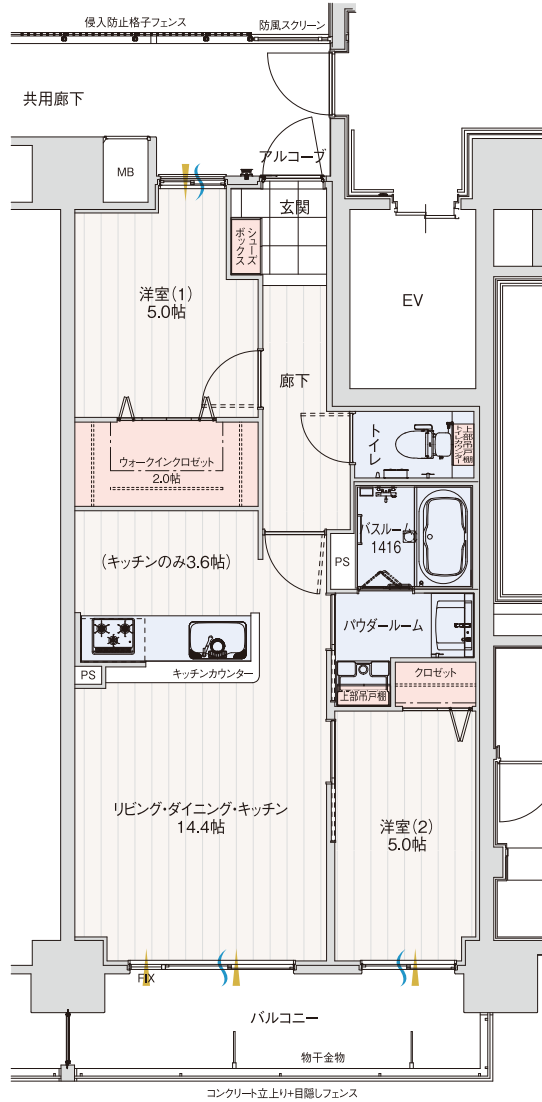 侵入防止格子フェンス
防風スクリーン
共用廊下
MB
アルコーブ
玄関
シューズ
ボックス
洋室(1)
5.0帖
EV
廊下
トイレ
上部吊戸棚
トイレカウンター
ウォークインクロゼット
2.0帖
バスルーム
1416
(キッチンのみ3.6帖)
PS
パウダールーム
キッチンカウンター
PS
クロゼット
上部吊戸棚
リビング・ダイニング・キッチン
14.4帖
洋室(2)
5.0帖
FIX
バルコニー
物干金物
コンクリート立上り+目隠しフェンス